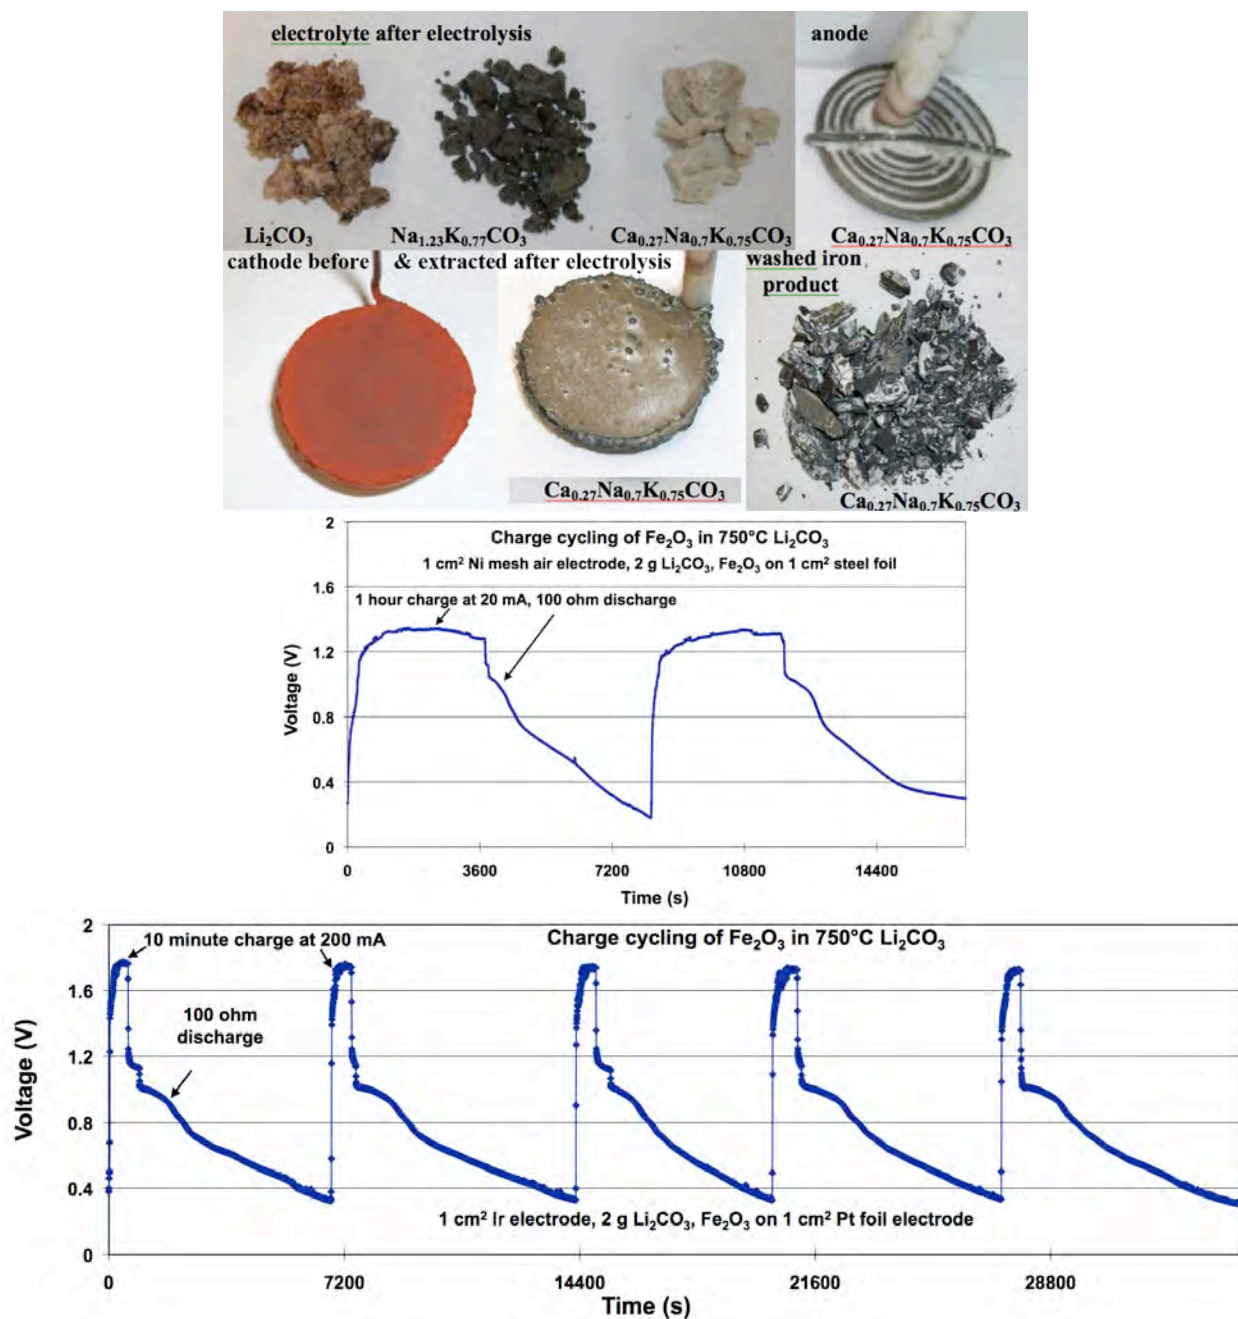 electrolyte after electrolysis
anode
Li₂CO₃
Na₁.₂₃K₀.₇₇CO₃
Ca₀.₂₇Na₀.₇K₀.₇₅CO₃
Ca₀.₂₇Na₀.₇K₀.₇₅CO₃
cathode before & extracted after electrolysis
washed iron
product
Ca₀.₂₇Na₀.₇K₀.₇₅CO₃
Ca₀.₂₇Na₀.₇K₀.₇₅CO₃
Charge cycling of Fe₂O₃ in 750°C Li₂CO₃
1 cm² Ni mesh air electrode, 2 g Li₂CO₃, Fe₂O₃ on 1 cm² steel foil
1 hour charge at 20 mA, 100 ohm discharge
Voltage (V)
2
1.6
1.2
0.8
0.4
0
0 3600 7200 10800 14400
Time (s)
10 minute charge at 200 mA
Charge cycling of Fe₂O₃ in 750°C Li₂CO₃
100 ohm
discharge
Voltage (V)
2
1.6
1.2
0.8
0.4
0
1 cm² Ir electrode, 2 g Li₂CO₃, Fe₂O₃ on 1 cm² Pt foil electrode
0 7200 14400 21600 28800
Time (s)